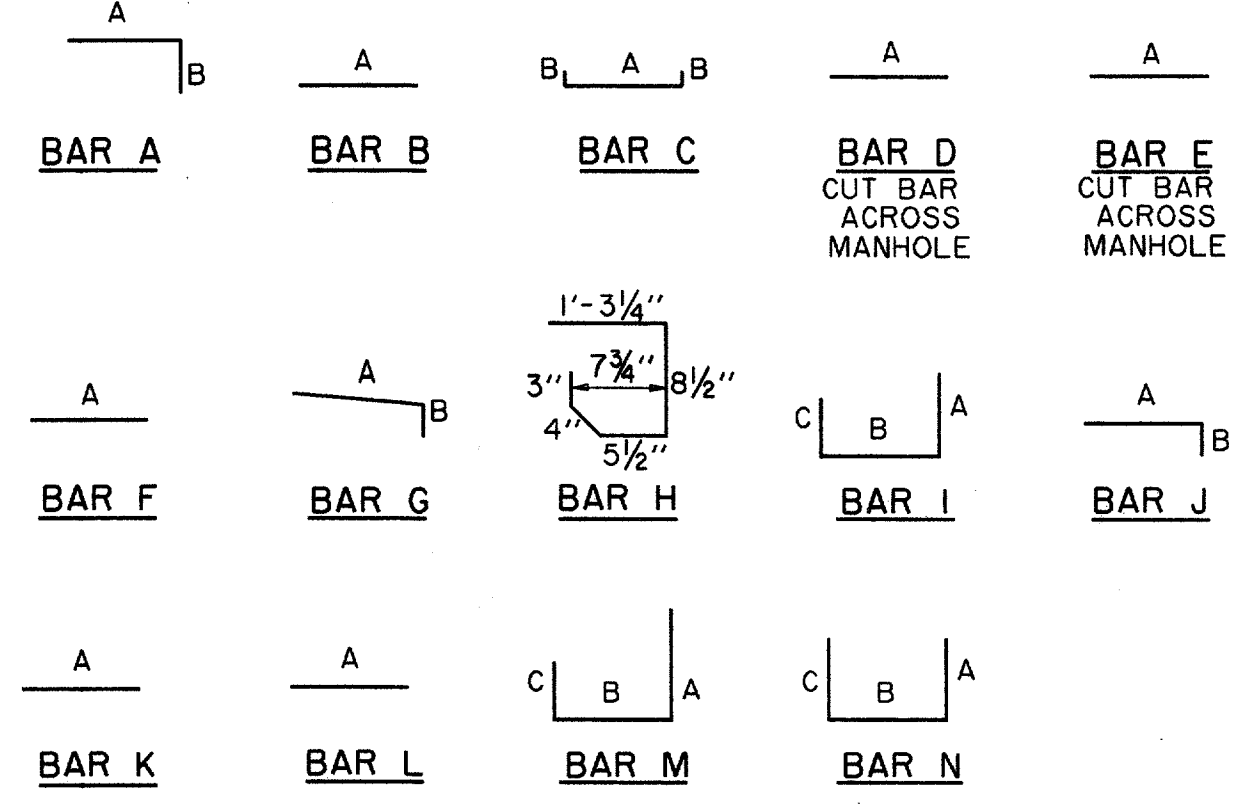 A
B
BAR A
A
BAR B
B A B
BAR C
A
BAR D
CUT BAR
ACROSS
MANHOLE
A
BAR E
CUT BAR
ACROSS
MANHOLE
A
BAR F
A
B
BAR G
1'-3¼"
7¾"
3"
8½"
4"
5½"
BAR H
C B A
BAR I
A
B
BAR J
A
BAR K
A
BAR L
C B A
BAR M
C B A
BAR N